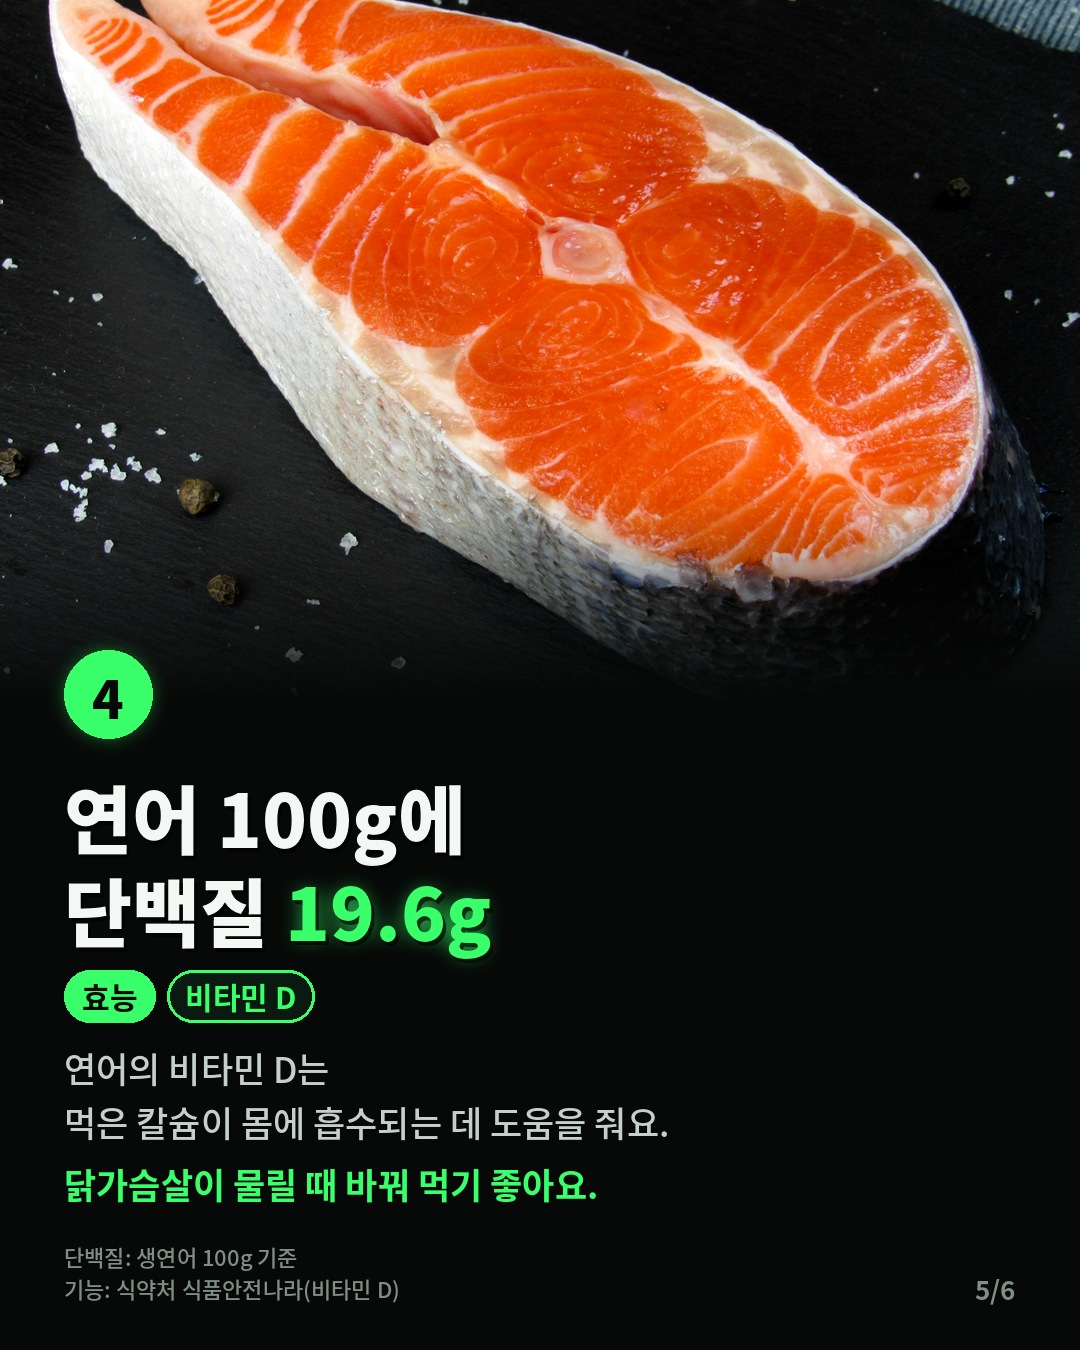 4
연어 100g에
단백질 19.6g
효능 비타민 D
연어의 비타민 D는
먹은 칼슘이 몸에 흡수되는 데 도움을 줘요.
닭가슴살이 물릴 때 바꿔 먹기 좋아요.
단백질: 생연어 100g 기준
기능: 식약처 식품안전나라(비타민 D)
5/6